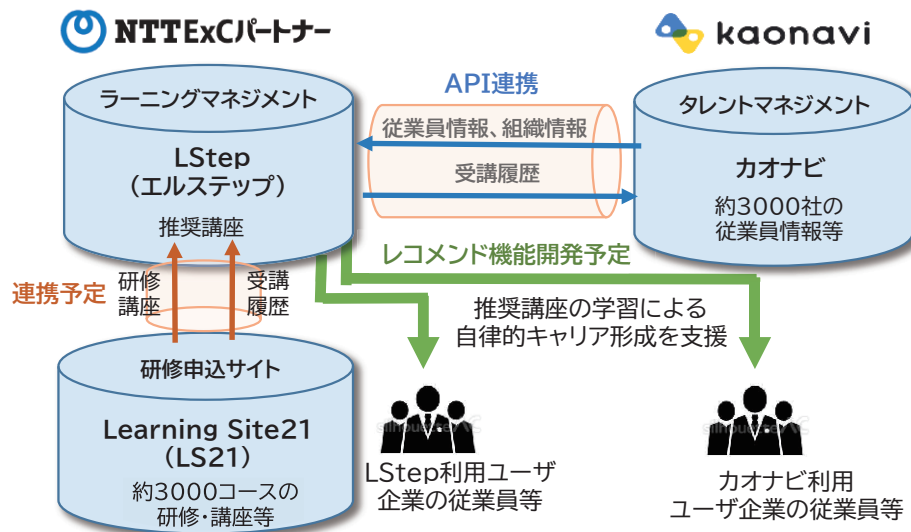 NTTExCパートナー
kaonavi
ラーニングマネジメント
LStep
(エルステップ)
推奨講座
API連携
従業員情報、組織情報
受講履歴
タレントマネジメント
カオナビ
約3000社の
従業員情報等
レコメンド機能開発予定
連携予定
研修
講座
受講
履歴
推奨講座の学習による
自律的キャリア形成を支援
研修申込サイト
Learning Site21
(LS21)
約3000コースの
研修・講座等
LStep利用ユーザ
企業の従業員等
カオナビ利用
ユーザ企業の従業員等